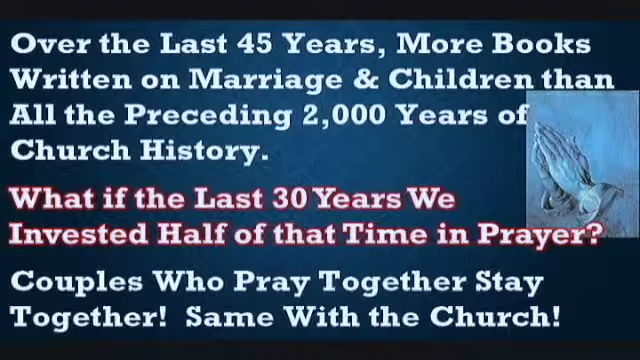 Over the Last 45 Years, More Books
Written on Marriage & Children than
All the Preceding 2,000 Years of
Church History.
What if the Last 30 Years We
Invested Half of that Time in Prayer?
Couples Who Pray Together Stay
Together! Same With the Church!